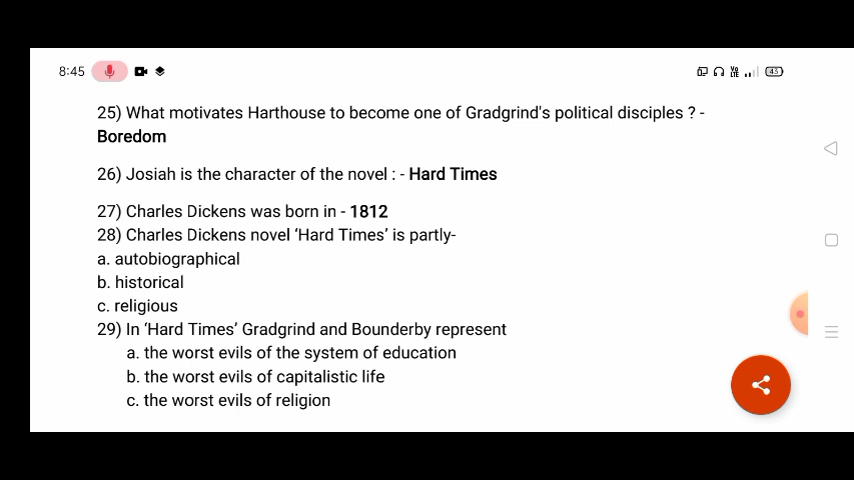 8:45
43
25) What motivates Harthouse to become one of Gradgrind's political disciples ? -
Boredom
26) Josiah is the character of the novel : - Hard Times
27) Charles Dickens was born in - 1812
28) Charles Dickens novel ‘Hard Times’ is partly-
a. autobiographical
b. historical
c. religious
29) In ‘Hard Times’ Gradgrind and Bounderby represent
a. the worst evils of the system of education
b. the worst evils of capitalistic life
c. the worst evils of religion